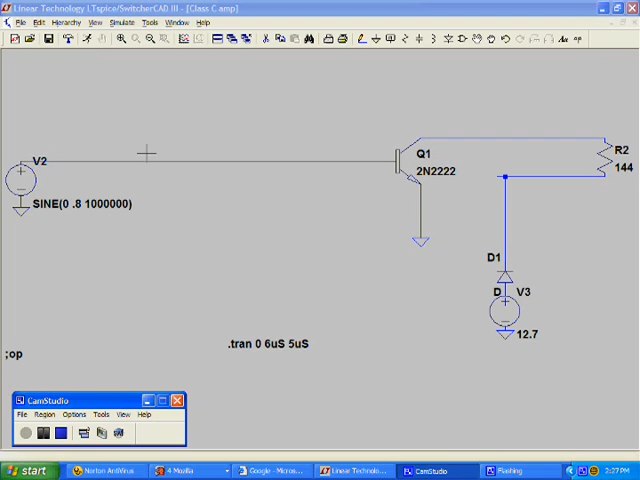 Linear Technology LTspice/SwitcherCAD III - [Class C amp]
File Edit Hierarchy View Simulate Tools Window Help
V2
SINE(0 .8 1000000)
Q1
2N2222
R2
144
D1
D
V3
12.7
.tran 0 6uS 5uS
;op
CamStudio
File Region Options Tools View Help
start
Norton AntiVirus
4 Mozilla
Google - Micros...
Linear Technolo...
CamStudio
Flashing
2:27PM